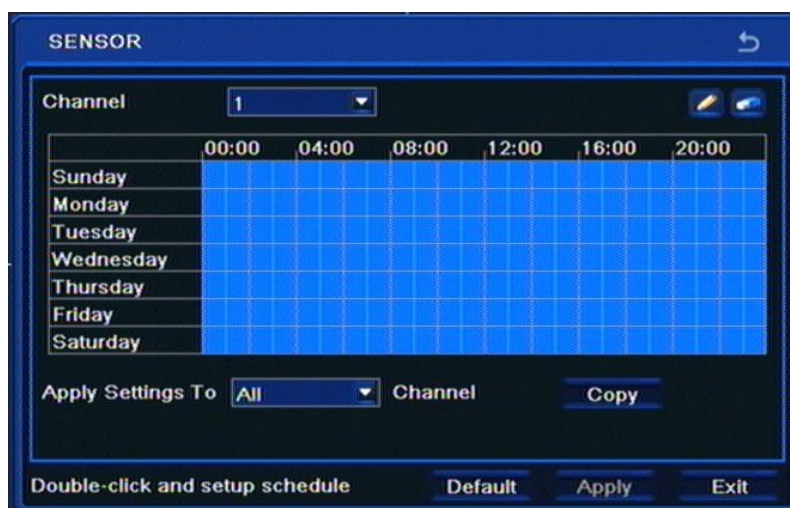 SENSOR
Channel 1
00:00 04:00 08:00 12:00 16:00 20:00
Sunday
Monday
Tuesday
Wednesday
Thursday
Friday
Saturday
Apply Settings To All Channel Copy
Double-click and setup schedule Default Apply Exit